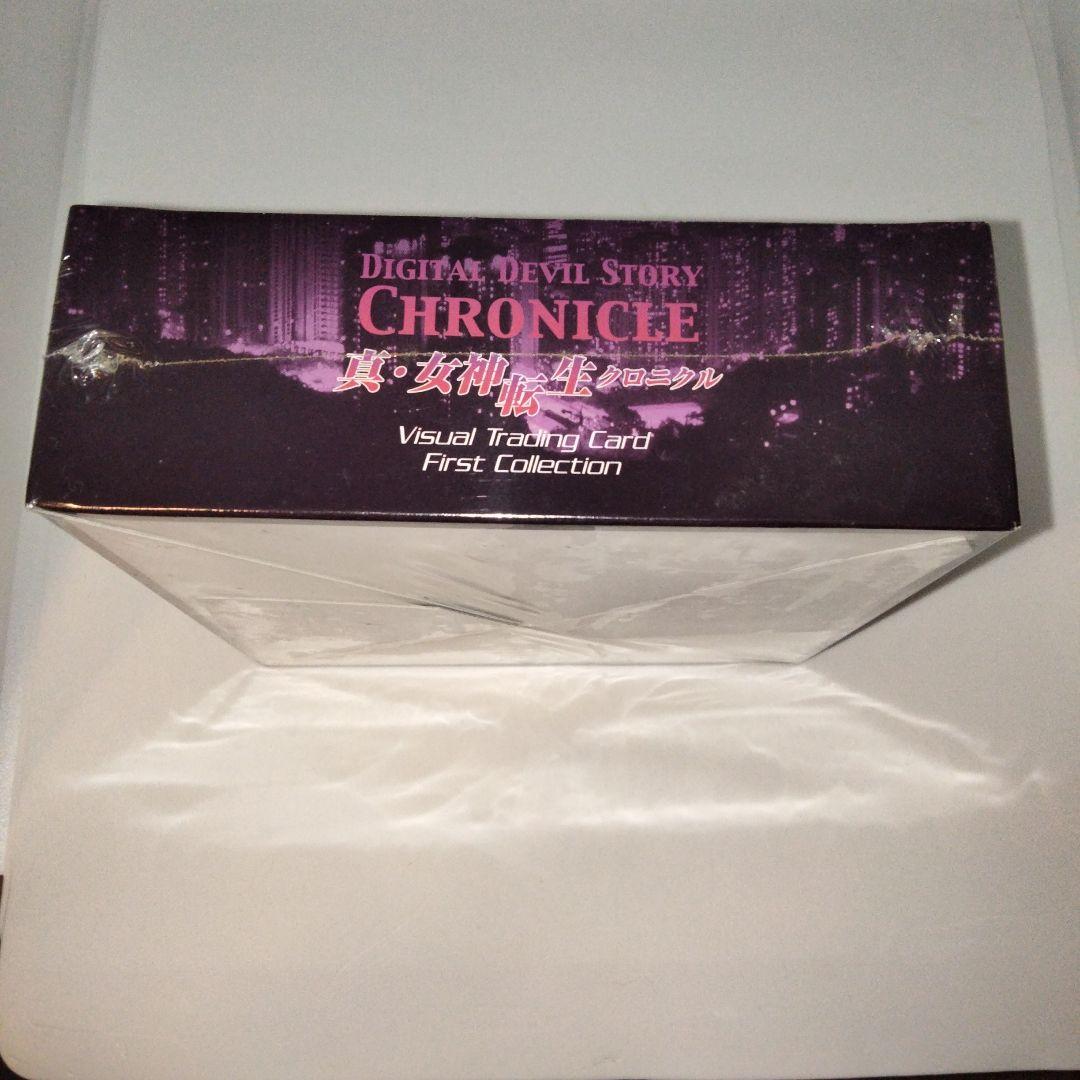 DIGITAL DEVIL STORY
CHRONICLE
真・女神転生クロニクル
Visual Trading Card
First Collection